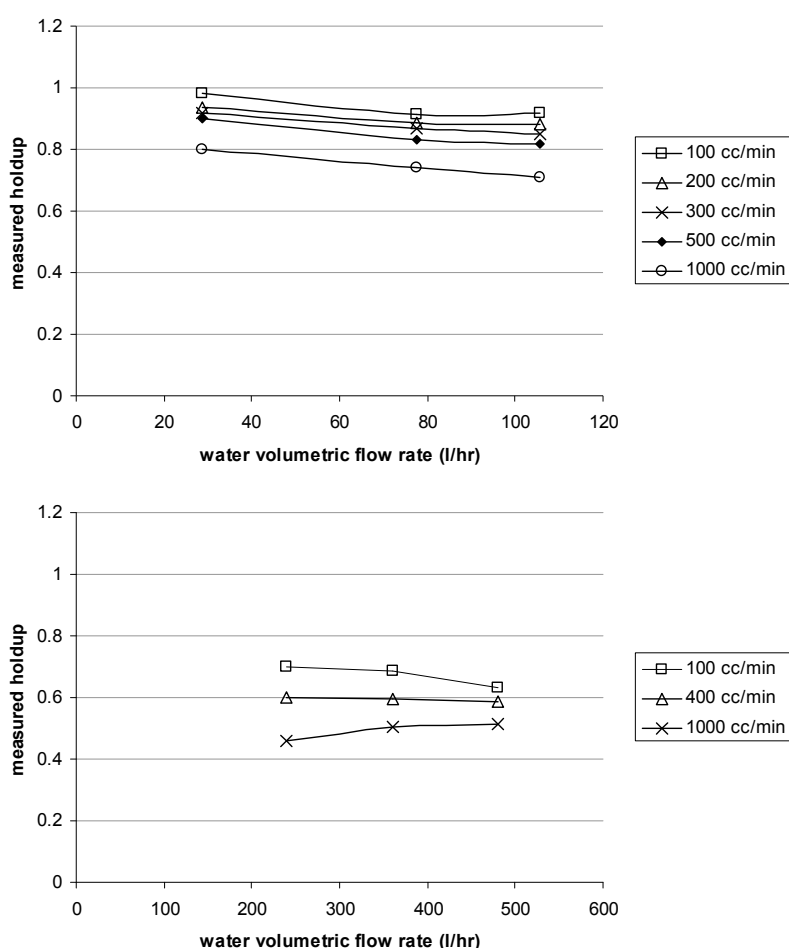 1.2
1
0.8
0.6
0.4
0.2
0
measured holdup
0 20 40 60 80 100 120
water volumetric flow rate (l/hr)
100 cc/min
200 cc/min
300 cc/min
500 cc/min
1000 cc/min
1.2
1
0.8
0.6
0.4
0.2
0
measured holdup
0 100 200 300 400 500 600
water volumetric flow rate (l/hr)
100 cc/min
400 cc/min
1000 cc/min